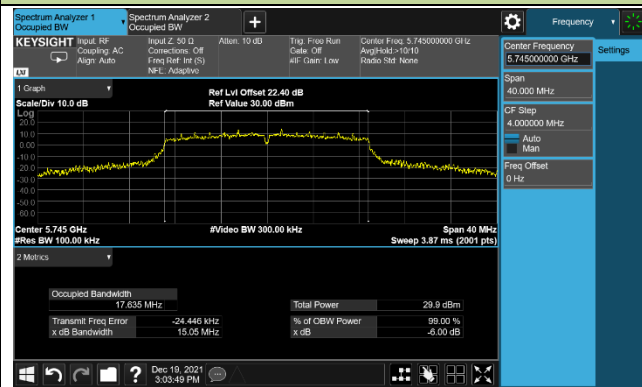 Spectrum Analyzer 1
Occupied BW
Spectrum Analyzer 2
Occupied BW
+
Frequency
KEYSIGHT
Input: RF
Coupling: AC
Align: Auto
Input Z: 50 Ω
Corrections: Off
Freq Ref: Int (S)
NFE: Adaptive
Atten: 10 dB
Trig: Free Run
Gate: Off
#IF Gain: Low
Center Freq: 5.745000000 GHz
Avg|Hold:>10/10
Radio Std: None
LXI
Center Frequency
5.745000000 GHz
Settings
Span
40.000 MHz
CF Step
4.000000 MHz
Auto
Man
Freq Offset
0 Hz
1 Graph
Scale/Div 10.0 dB
Ref Lvl Offset 22.40 dB
Ref Value 30.00 dBm
Log
20.0
10.0
0.00
-10.0
-20.0
-30.0
-40.0
-50.0
-60.0
Center 5.745 GHz
#Res BW 100.00 kHz
#Video BW 300.00 kHz
Span 40 MHz
Sweep 3.87 ms (2001 pts)
2 Metrics
Occupied Bandwidth
17.635 MHz
Total Power 29.9 dBm
Transmit Freq Error -24.446 kHz
% of OBW Power 99.00 %
x dB Bandwidth 15.05 MHz
x dB -6.00 dB
?
Dec 19, 2021
3:03:49 PM